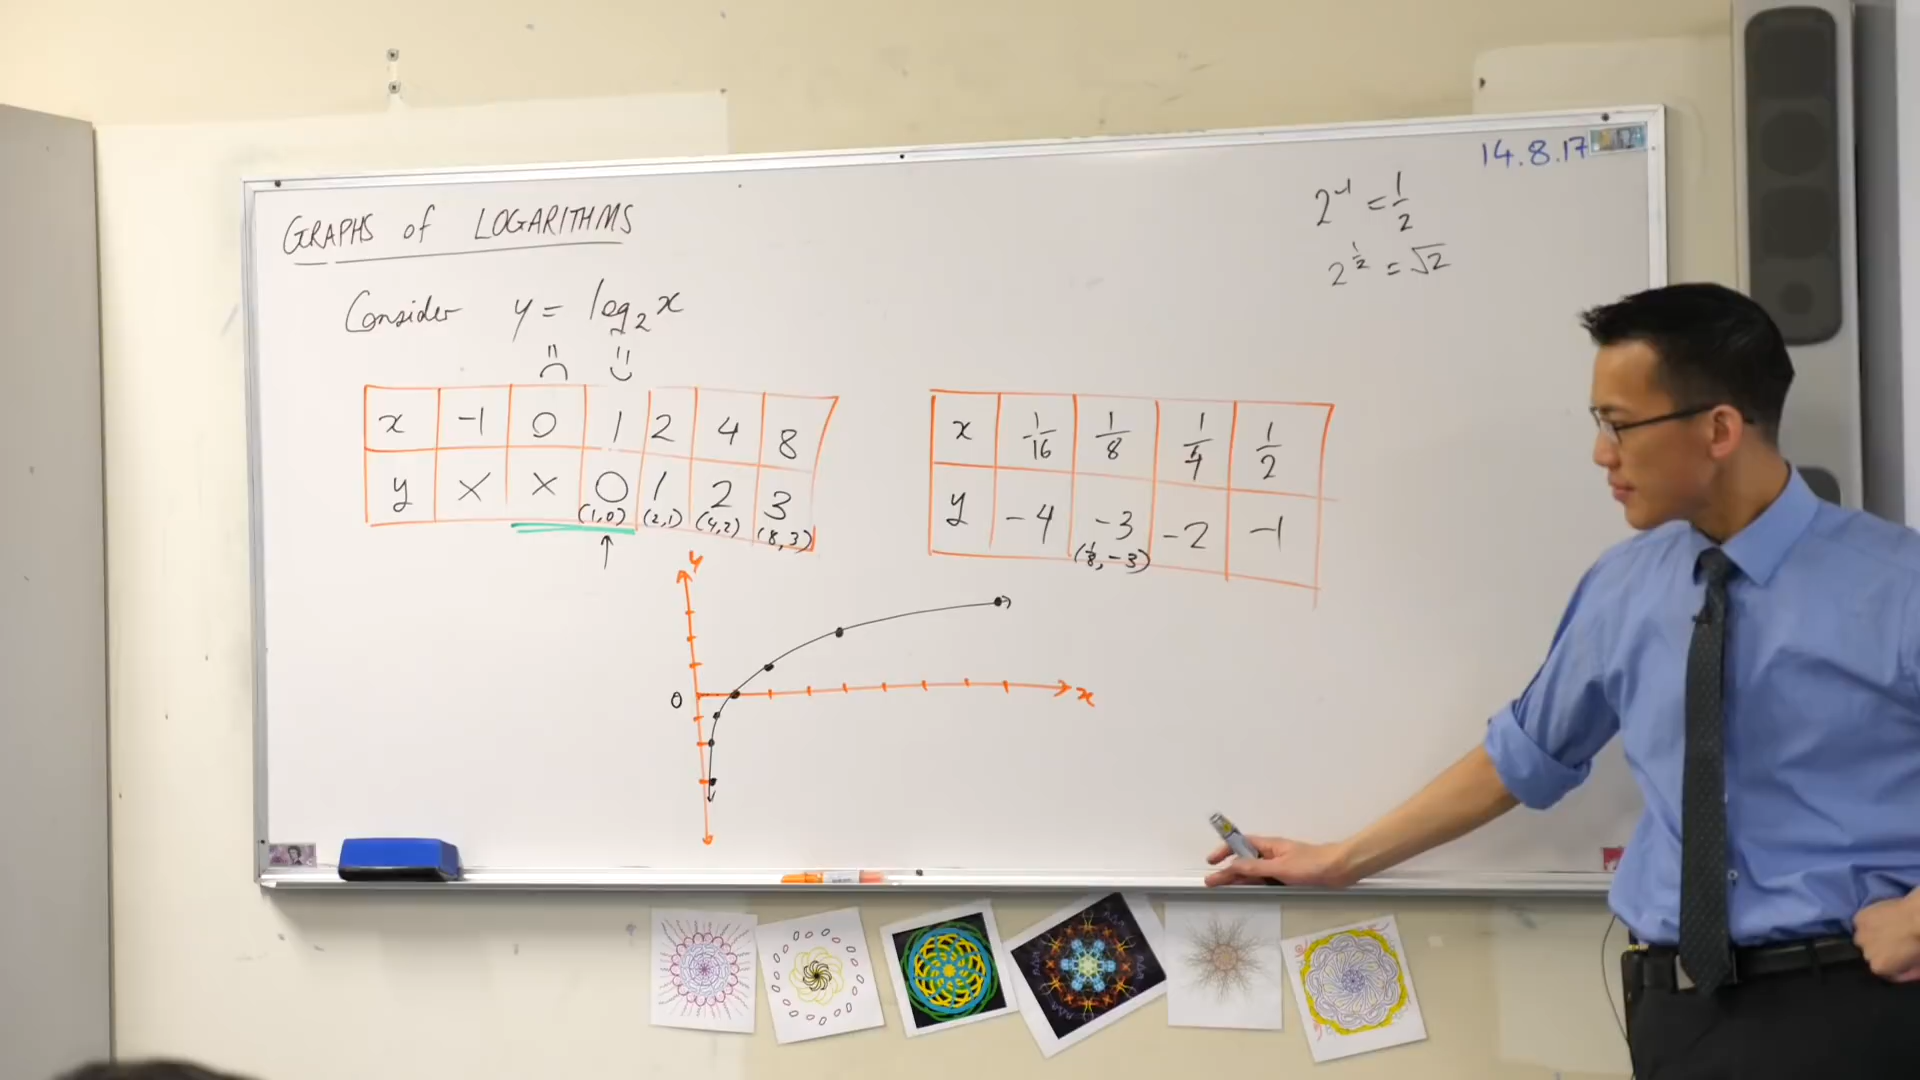 14.8.17
2⁻¹ = 1/2
2^(1/2) = √2
GRAPHS of LOGARITHMS
Consider y = log₂x
x -1 0 1 2 4 8
y × × 0 1 2 3
(1,0) (2,1) (4,2) (8,3)
x 1/16 1/8 1/4 1/2
y -4 -3 -2 -1
(1/8, -3)
y
0
x